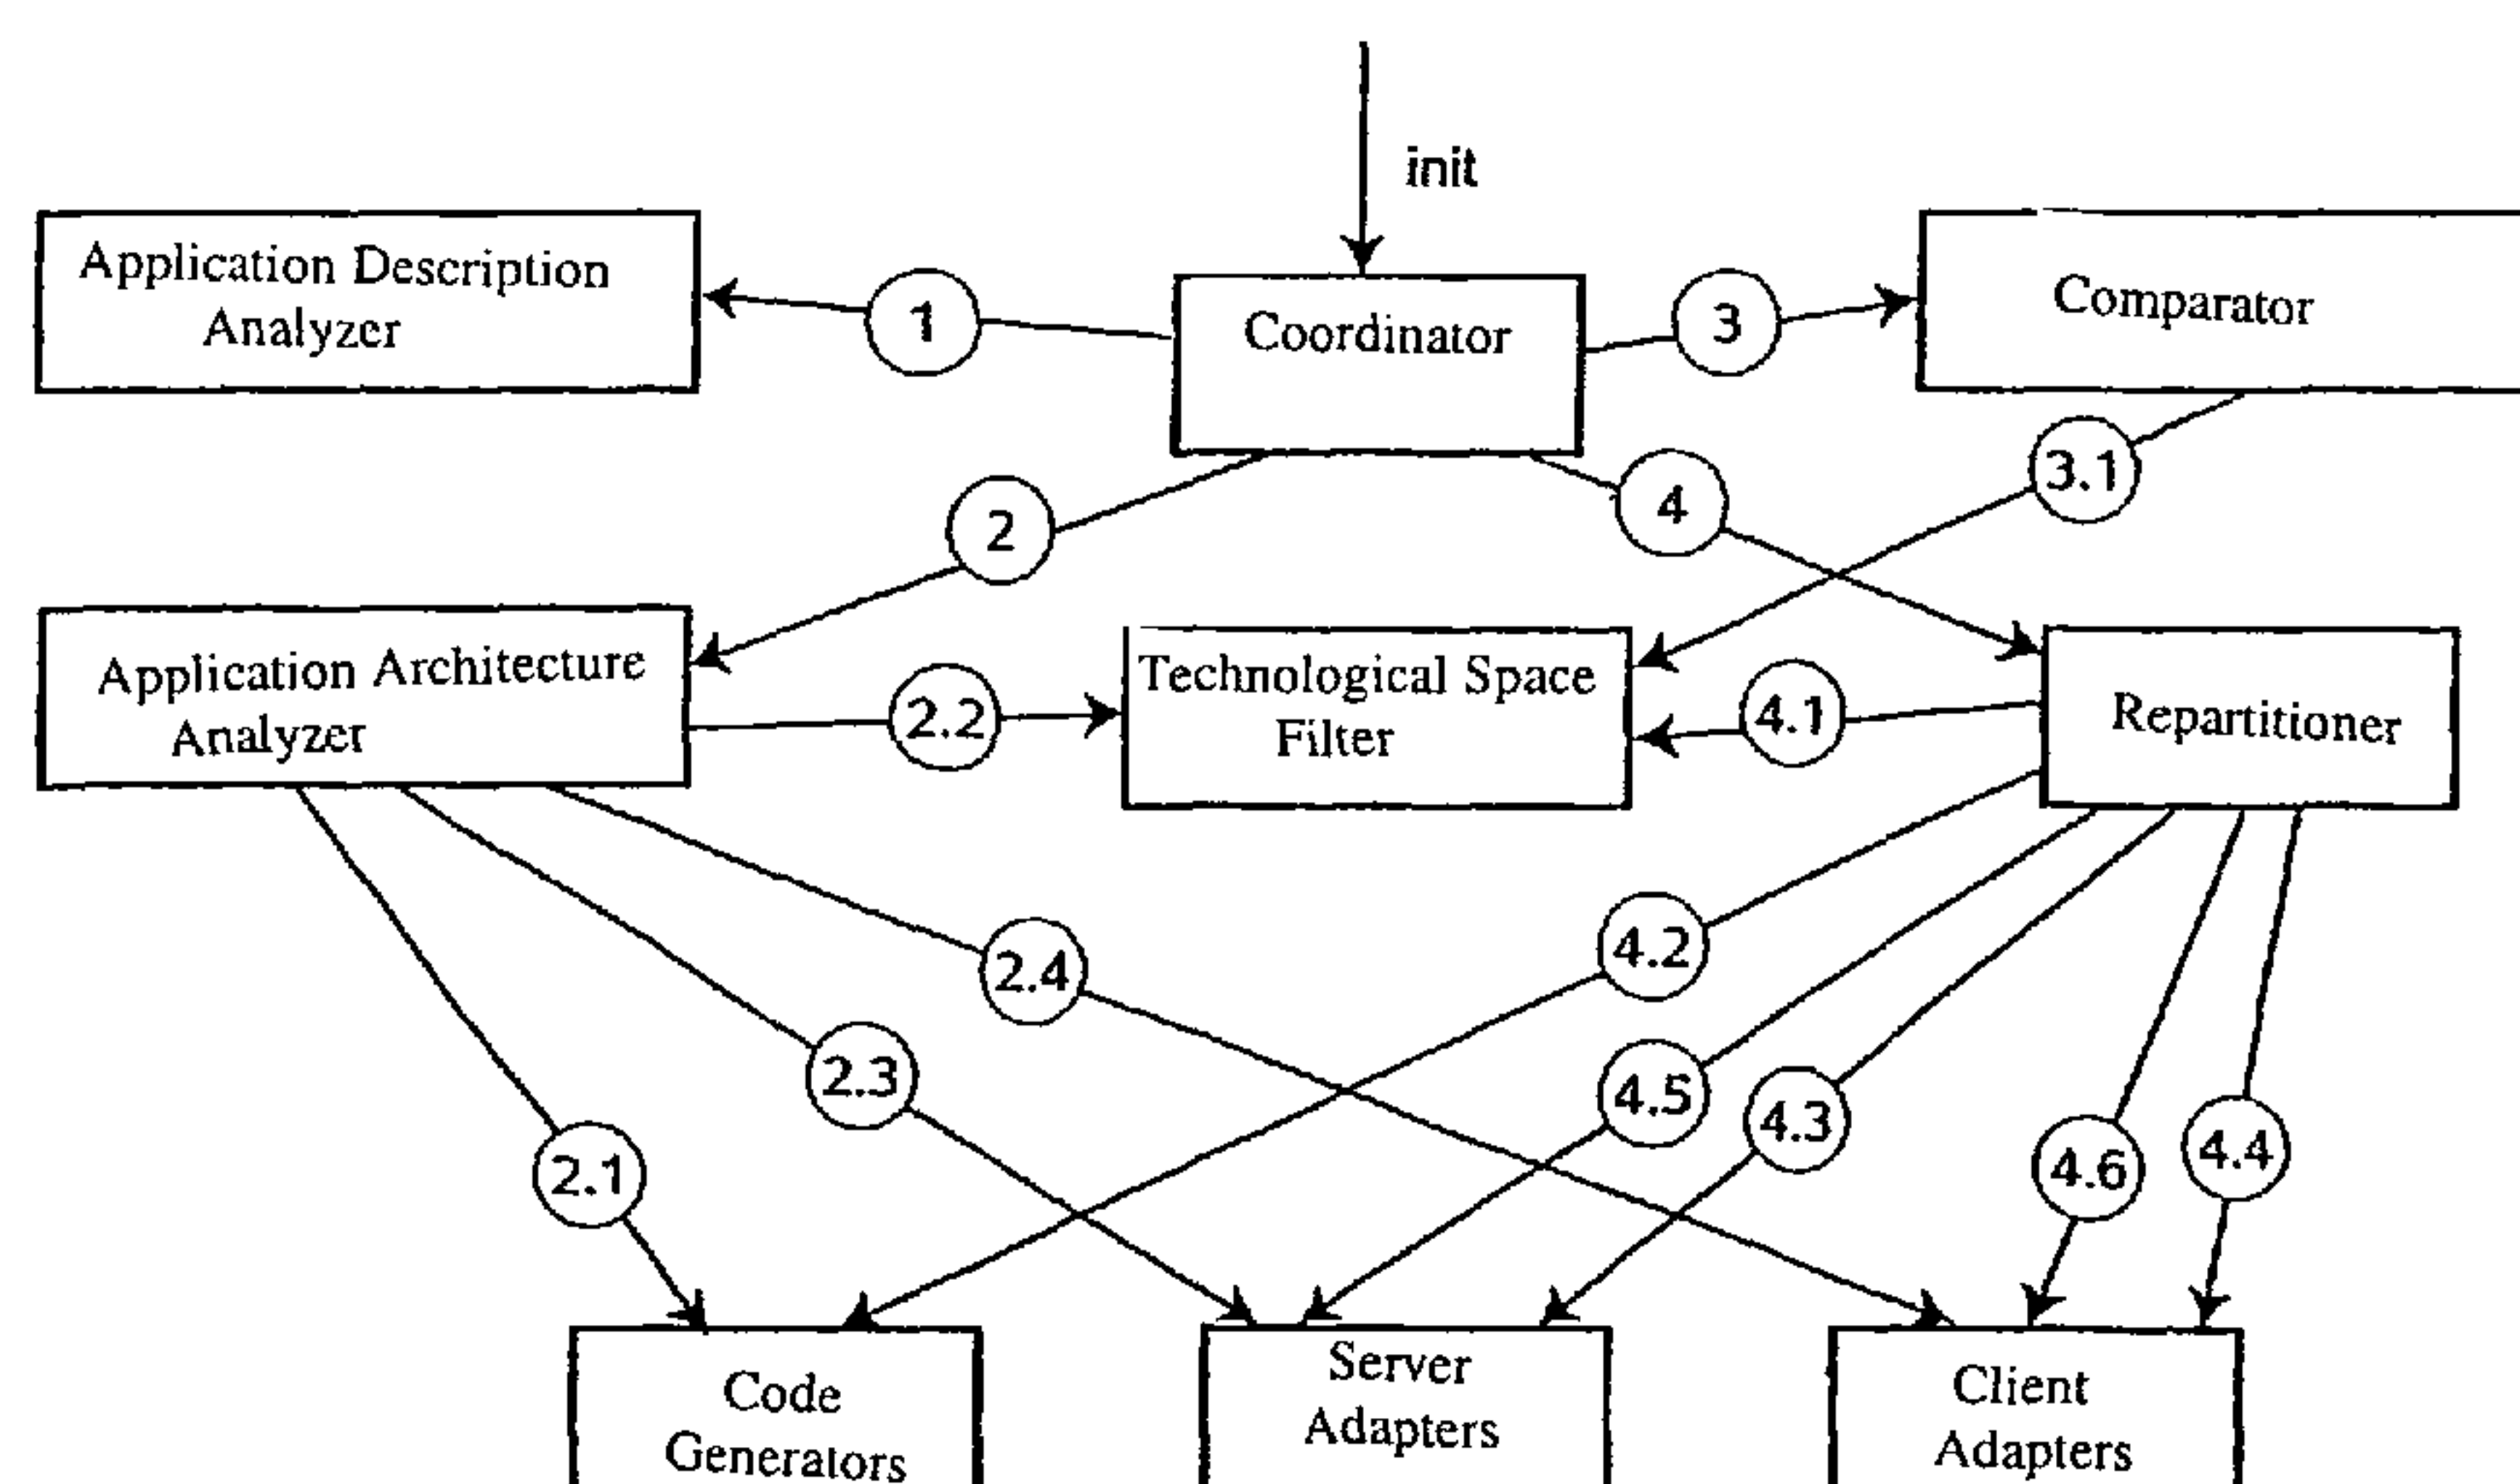 init
Application Description
Analyzer
1
Coordinator
3
Comparator
3.1
2
4
Application Architecture
Analyzer
2.2
Technological Space
Filter
4.1
Repartitioner
2.4
4.2
2.3
4.5
4.3
2.1
4.6
4.4
Code
Generators
Server
Adapters
Client
Adapters